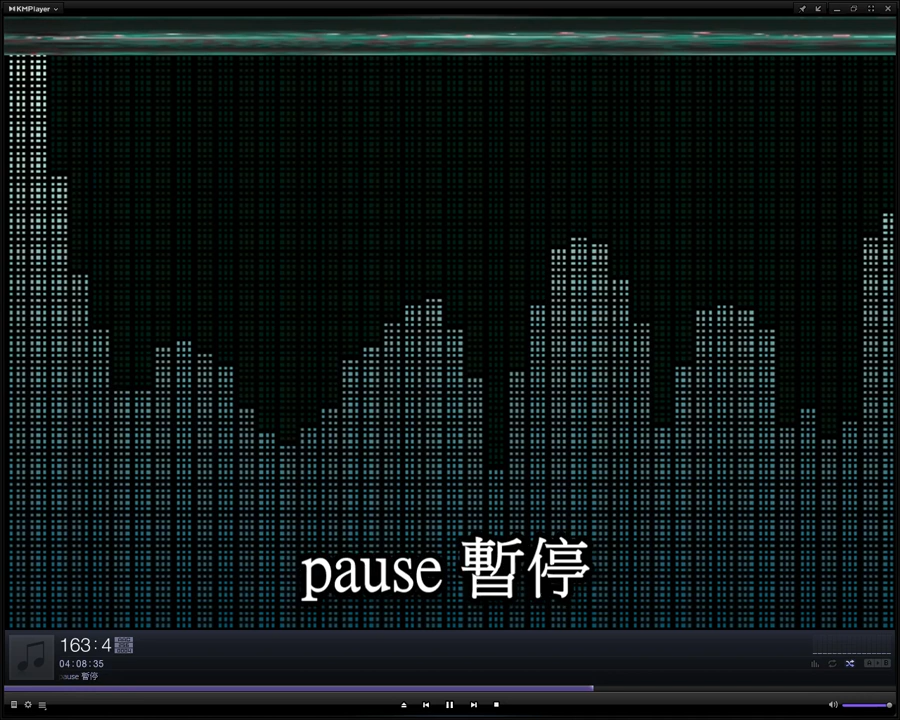 KMPlayer
pause 暫停
163:4
04:08:35
pause 暫停
A B